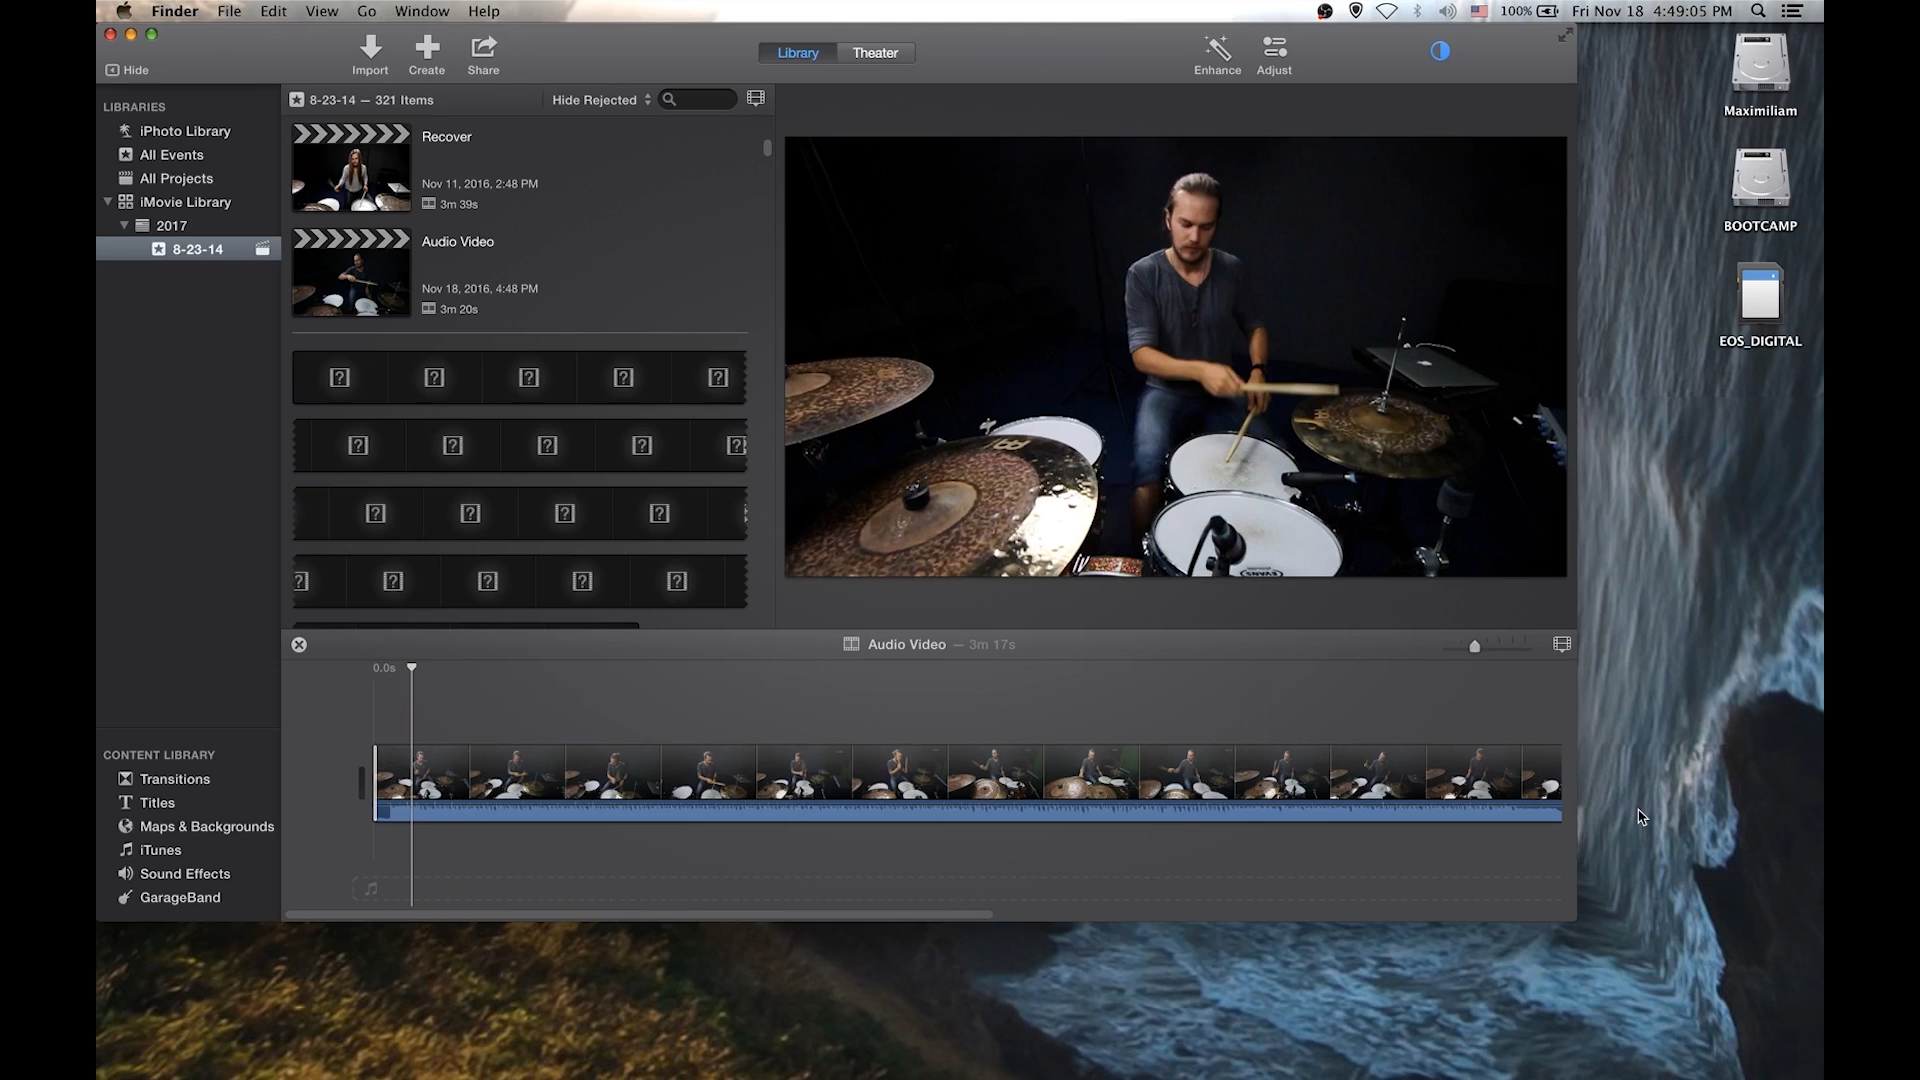 Finder File Edit View Go Window Help 100% Fri Nov 18 4:49:05 PM
Hide Import Create Share Library Theater Enhance Adjust
LIBRARIES
iPhoto Library
All Events
All Projects
iMovie Library
2017
8-23-14
8-23-14 — 321 Items Hide Rejected
Recover
Nov 11, 2016, 2:48 PM
3m 39s
Audio Video
Nov 18, 2016, 4:48 PM
3m 20s
EVANS
Maximiliam
BOOTCAMP
EOS_DIGITAL
Audio Video — 3m 17s
0.0s
CONTENT LIBRARY
Transitions
Titles
Maps & Backgrounds
iTunes
Sound Effects
GarageBand